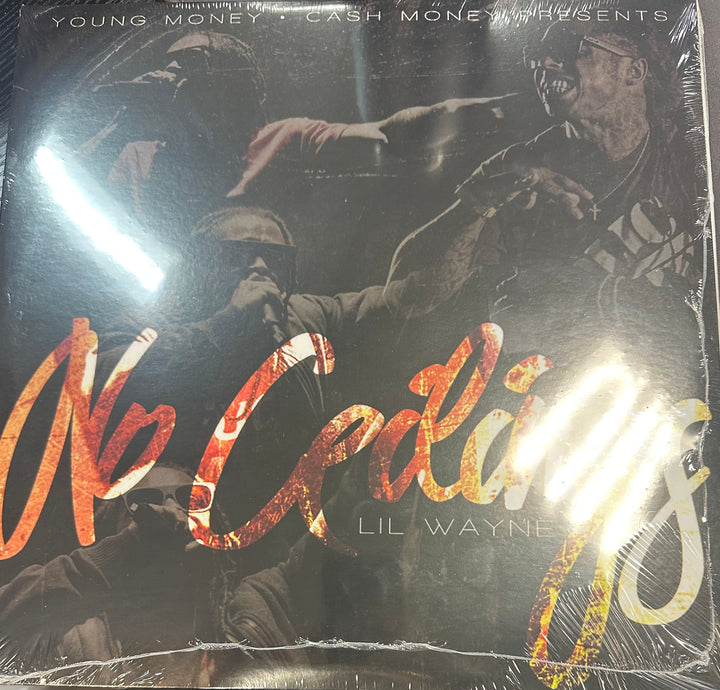 YOUNG MONEY • CASH MONEY PRESENTS
No Ceilings
LIL WAYNE